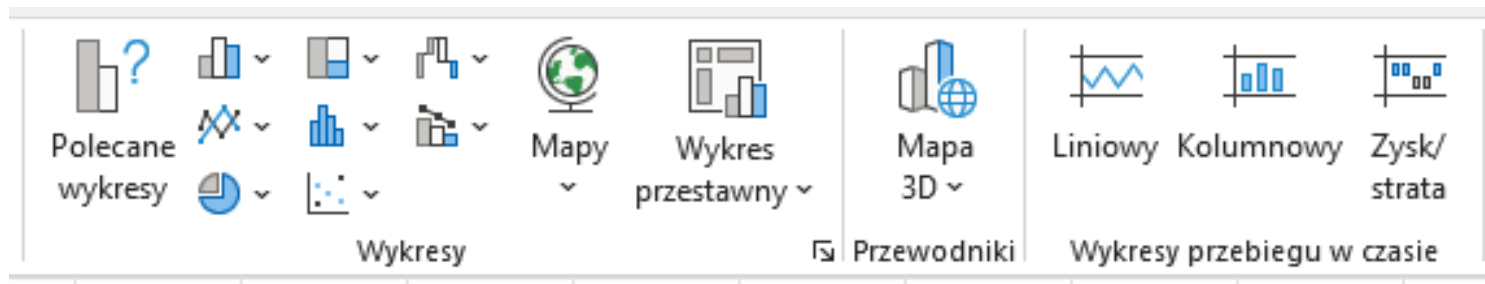 Polecane
wykresy
Mapy
Wykres
przestawny
Wykresy
Mapa
3D
Przewodniki
Liniowy
Kolumnowy
Zysk/
strata
Wykresy przebiegu w czasie